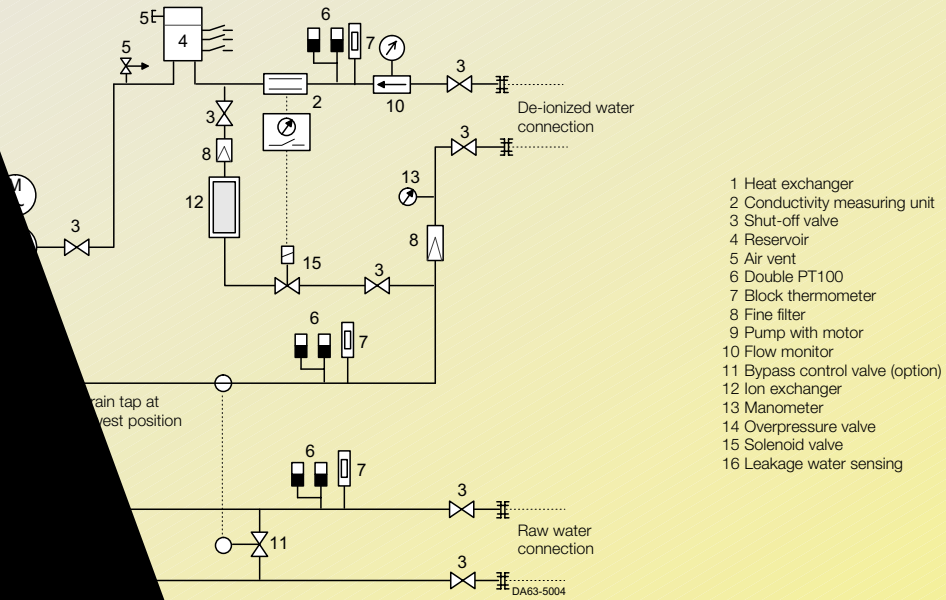 5
4
6
7
5
3
2
10
De-ionized water
connection
3
3
8
13
12
8
3
15
3
6
7
rain tap at
vest position
6
7
3
Raw water
connection
11
3
DA63-5004
1 Heat exchanger
2 Conductivity measuring unit
3 Shut-off valve
4 Reservoir
5 Air vent
6 Double PT100
7 Block thermometer
8 Fine filter
9 Pump with motor
10 Flow monitor
11 Bypass control valve (option)
12 Ion exchanger
13 Manometer
14 Overpressure valve
15 Solenoid valve
16 Leakage water sensing